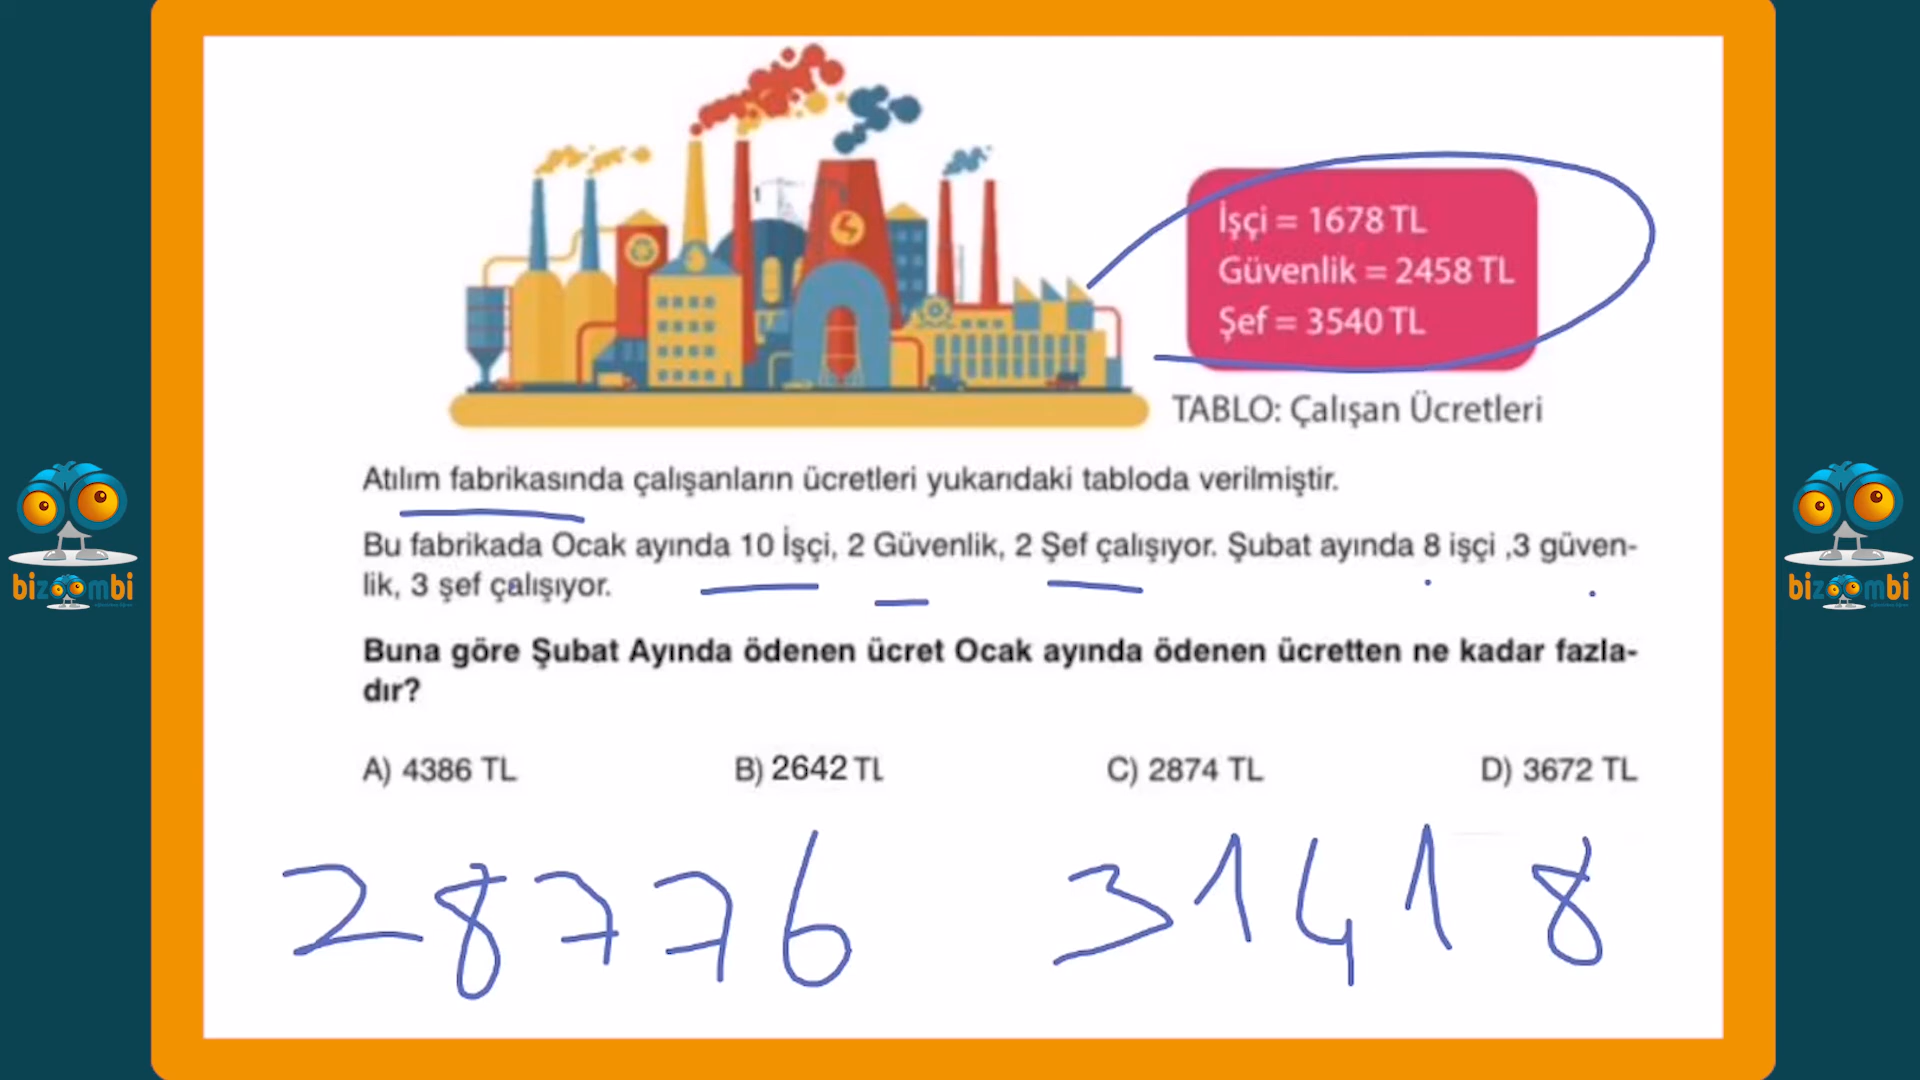 İşçi = 1678 TL
Güvenlik = 2458 TL
Şef = 3540 TL
TABLO: Çalışan Ücretleri
Atılım fabrikasında çalışanların ücretleri yukarıdaki tabloda verilmiştir.
Bu fabrikada Ocak ayında 10 İşçi, 2 Güvenlik, 2 Şef çalışıyor. Şubat ayında 8 işçi ,3 güven-
lik, 3 şef çalışıyor.
Buna göre Şubat Ayında ödenen ücret Ocak ayında ödenen ücretten ne kadar fazla-
dır?
A) 4386 TL B) 2642 TL C) 2874 TL D) 3672 TL
28776 31418
bizoombi
bizoombi